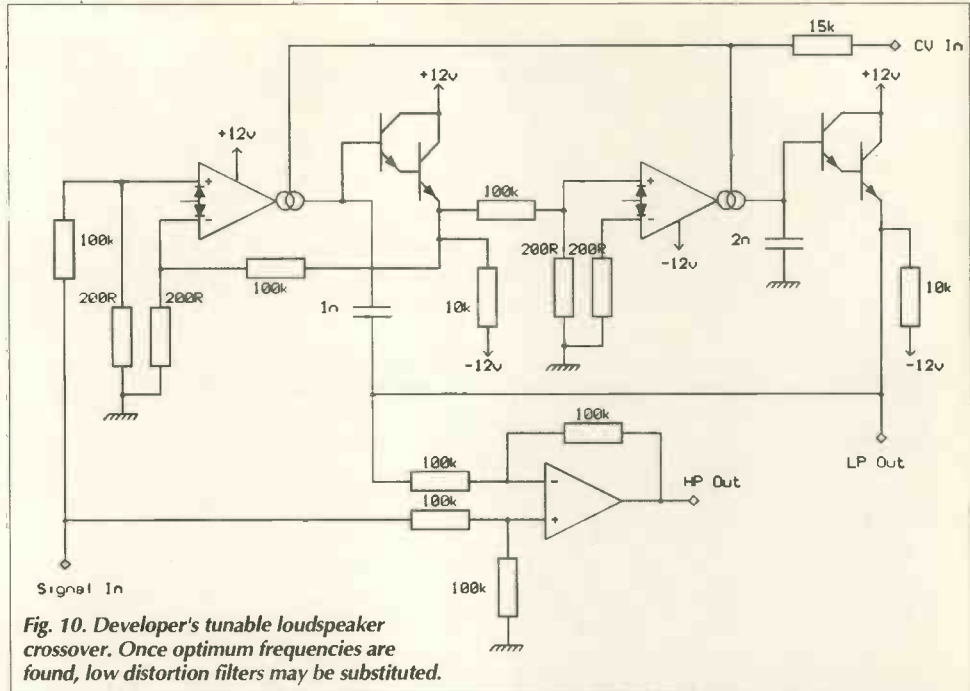 15k
CV In
+12v
+12v
+12v
+
-
100k
+
-
100k
2n
200R
200R
100k
1n
200R
200R
-12v
10k
10k
-12v
-12v
100k
100k
-
HP Out
LP Out
100k
+
100k
Signal In
Fig. 10. Developer's tunable loudspeaker
crossover. Once optimum frequencies are
found, low distortion filters may be substituted.